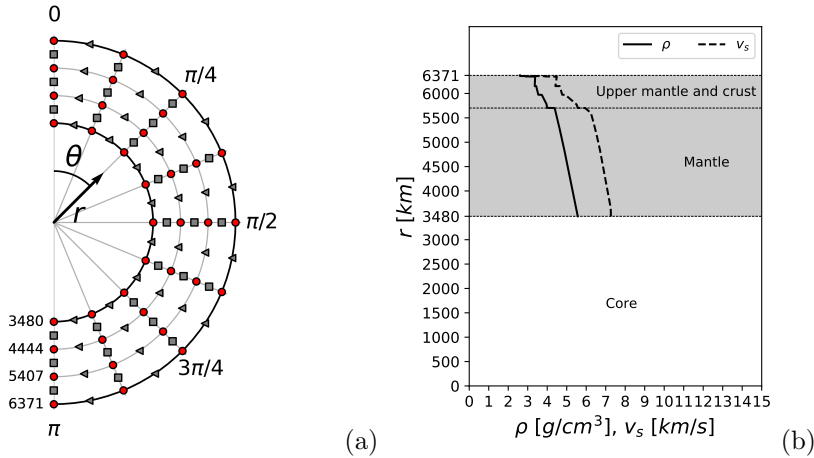 0
π/4
θ
r
π/2
3π/4
3480
4444
5407
6371
π
(a)
ρ
v_s
6371
6000
5500
5000
4500
4000
3480
3000
2500
2000
1500
1000
500
0
Upper mantle and crust
Mantle
Core
r [km]
0 1 2 3 4 5 6 7 8 9 10 11 12 13 14 15
ρ [g/cm³], v_s [km/s]
(b)